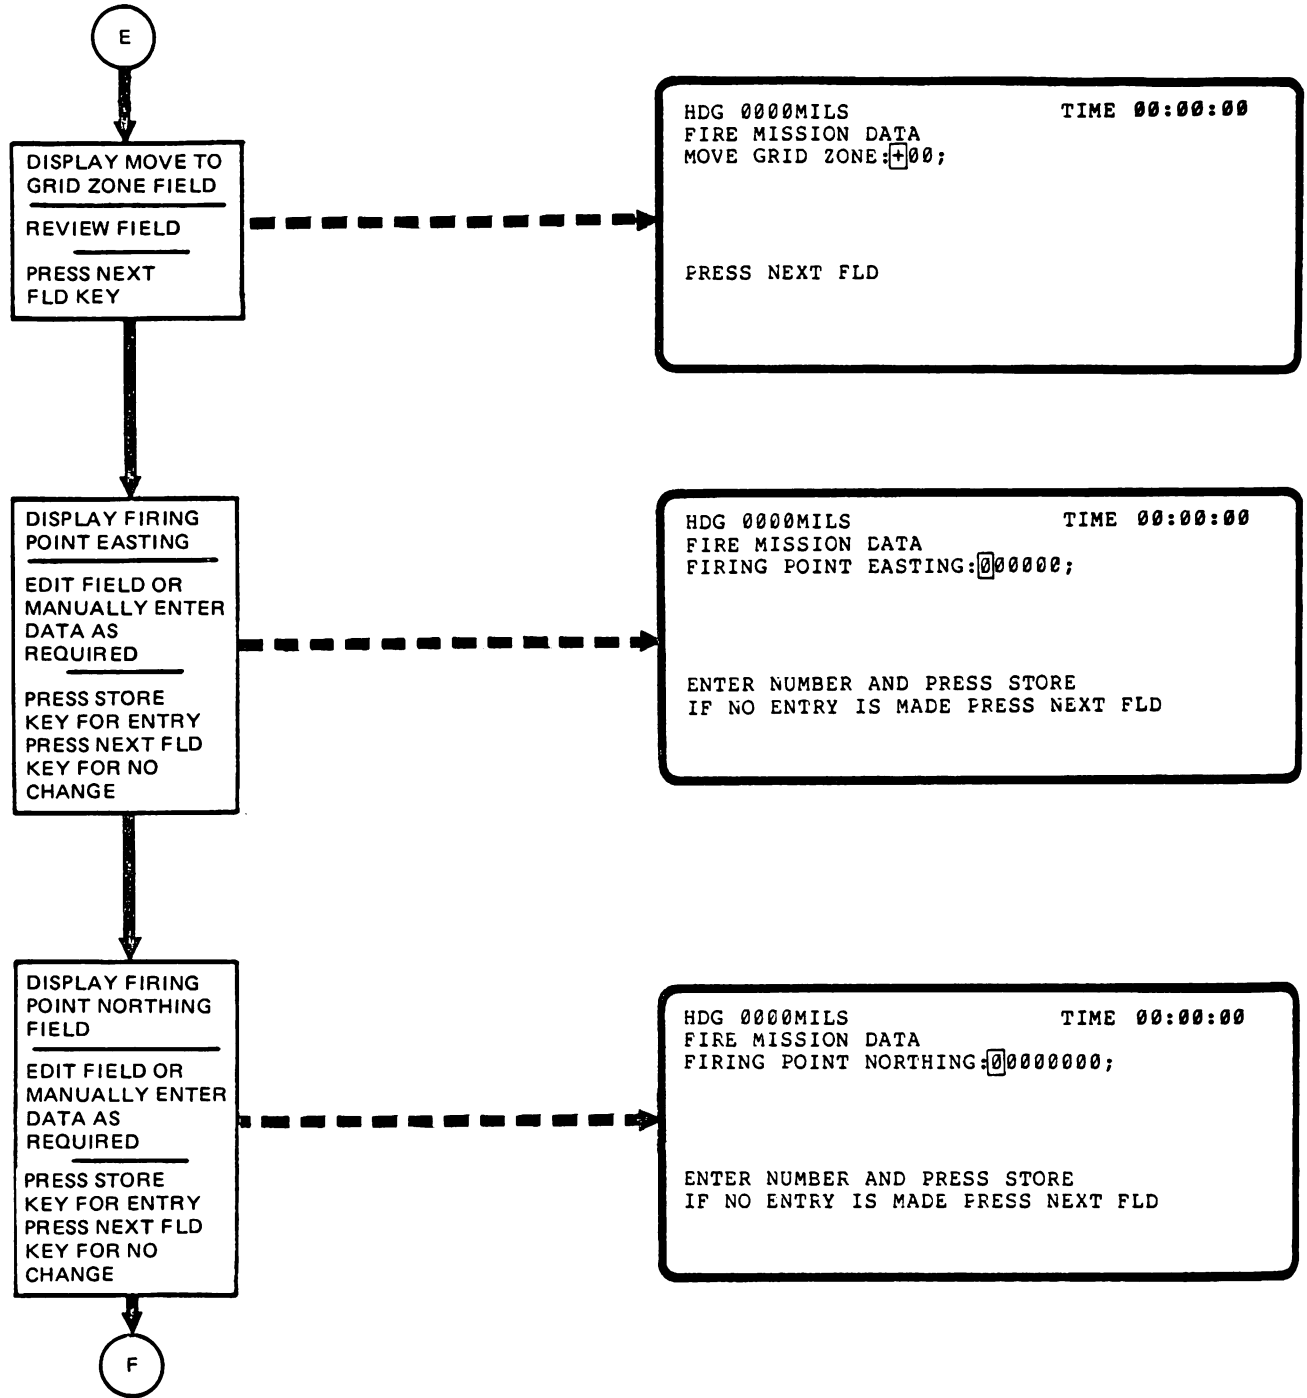 E
DISPLAY MOVE TO
GRID ZONE FIELD
REVIEW FIELD
PRESS NEXT
FLD KEY
HDG 0000MILS TIME 00:00:00
FIRE MISSION DATA
MOVE GRID ZONE:+00;
PRESS NEXT FLD
DISPLAY FIRING
POINT EASTING
EDIT FIELD OR
MANUALLY ENTER
DATA AS
REQUIRED
PRESS STORE
KEY FOR ENTRY
PRESS NEXT FLD
KEY FOR NO
CHANGE
HDG 0000MILS TIME 00:00:00
FIRE MISSION DATA
FIRING POINT EASTING:000000;
ENTER NUMBER AND PRESS STORE
IF NO ENTRY IS MADE PRESS NEXT FLD
DISPLAY FIRING
POINT NORTHING
FIELD
EDIT FIELD OR
MANUALLY ENTER
DATA AS
REQUIRED
PRESS STORE
KEY FOR ENTRY
PRESS NEXT FLD
KEY FOR NO
CHANGE
HDG 0000MILS TIME 00:00:00
FIRE MISSION DATA
FIRING POINT NORTHING:00000000;
ENTER NUMBER AND PRESS STORE
IF NO ENTRY IS MADE PRESS NEXT FLD
F